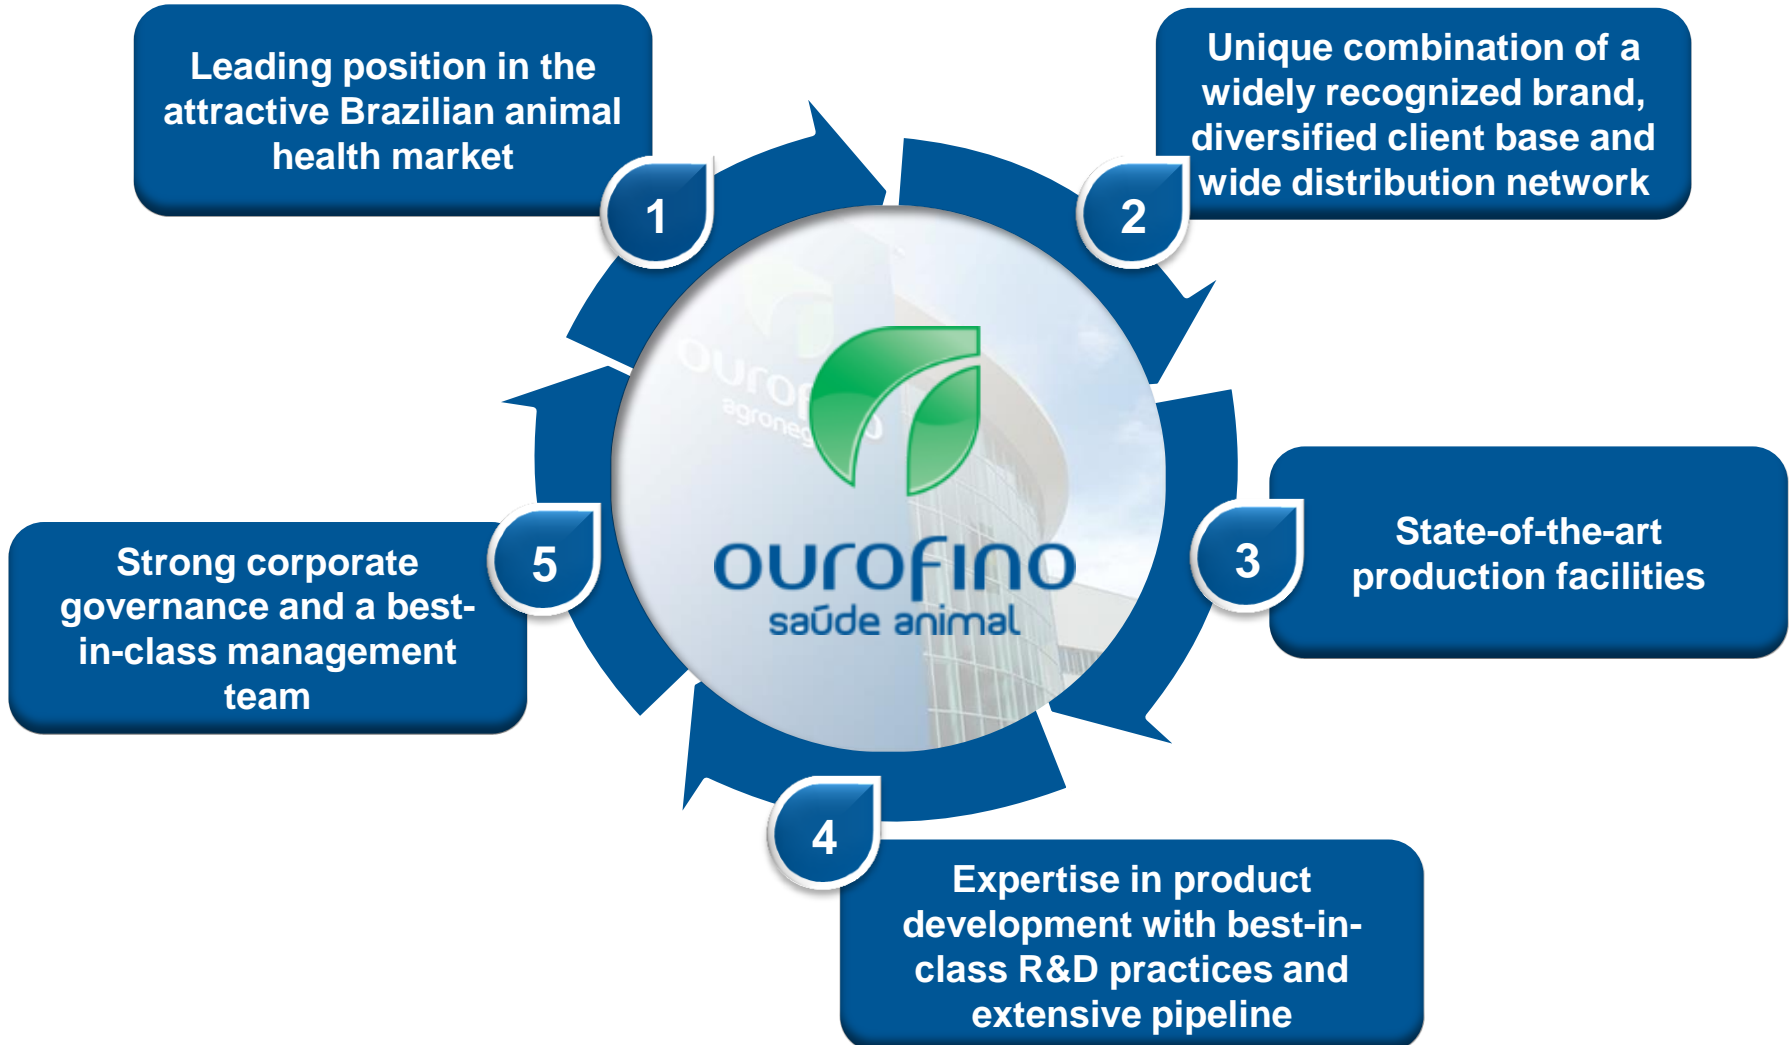 Leading position in the
attractive Brazilian animal
health market
1
Unique combination of a
widely recognized brand,
diversified client base and
wide distribution network
2
State-of-the-art
production facilities
3
Expertise in product
development with best-in-
class R&D practices and
extensive pipeline
4
Strong corporate
governance and a best-
in-class management
team
5
ourofino
saúde animal